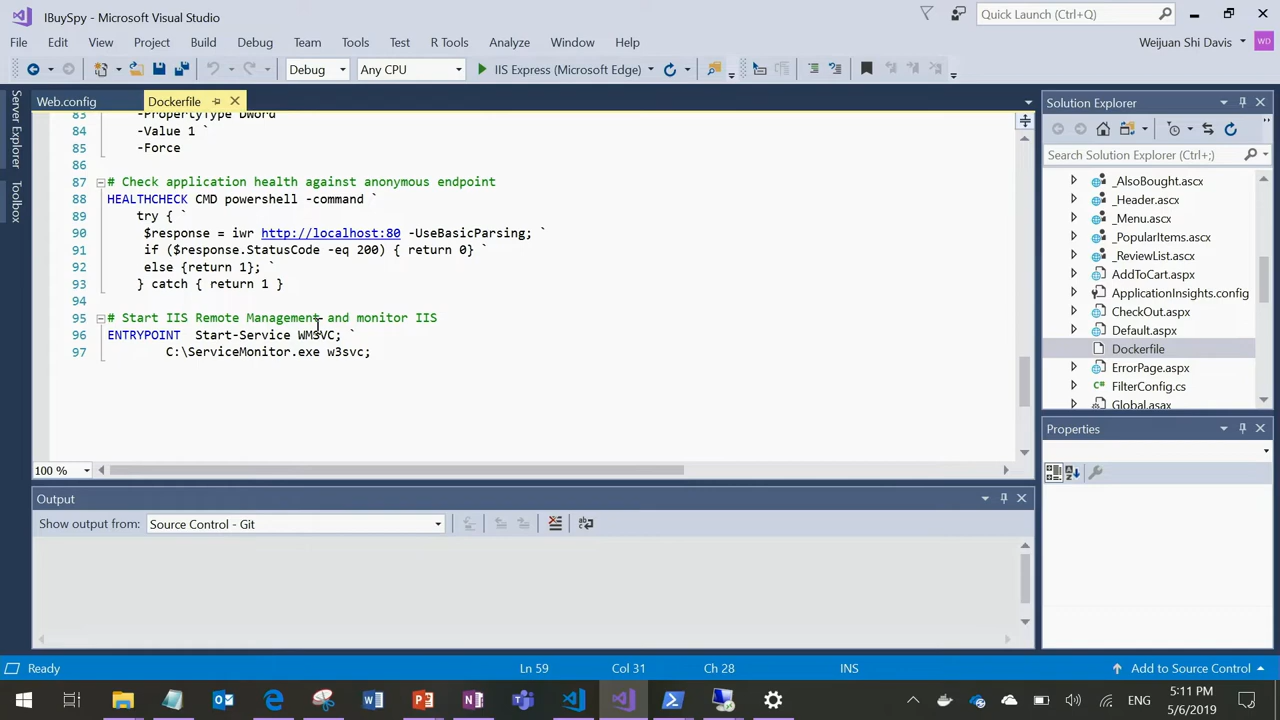 IBuySpy - Microsoft Visual Studio
Quick Launch (Ctrl+Q)
File Edit View Project Build Debug Team Tools Test R Tools Analyze Window Help
Weijuan Shi Davis WD
Debug Any CPU IIS Express (Microsoft Edge)
Server Explorer
Toolbox
Web.config Dockerfile
83 -PropertyType DWord
84 -Value 1 `
85 -Force
86
87 # Check application health against anonymous endpoint
88 HEALTHCHECK CMD powershell -command `
89 try { `
90 $response = iwr http://localhost:80 -UseBasicParsing; `
91 if ($response.StatusCode -eq 200) { return 0} `
92 else {return 1}; `
93 } catch { return 1 }
94
95 # Start IIS Remote Management and monitor IIS
96 ENTRYPOINT Start-Service WMSVC; `
97 C:\ServiceMonitor.exe w3svc;
100 %
Solution Explorer
Search Solution Explorer (Ctrl+;)
_AlsoBought.ascx
_Header.ascx
_Menu.ascx
_PopularItems.ascx
_ReviewList.ascx
AddToCart.aspx
ApplicationInsights.config
CheckOut.aspx
Default.aspx
Dockerfile
ErrorPage.aspx
FilterConfig.cs
Global.asax
Properties
Output
Show output from: Source Control - Git
Ready Ln 59 Col 31 Ch 28 INS Add to Source Control
ENG
5:11 PM
5/6/2019